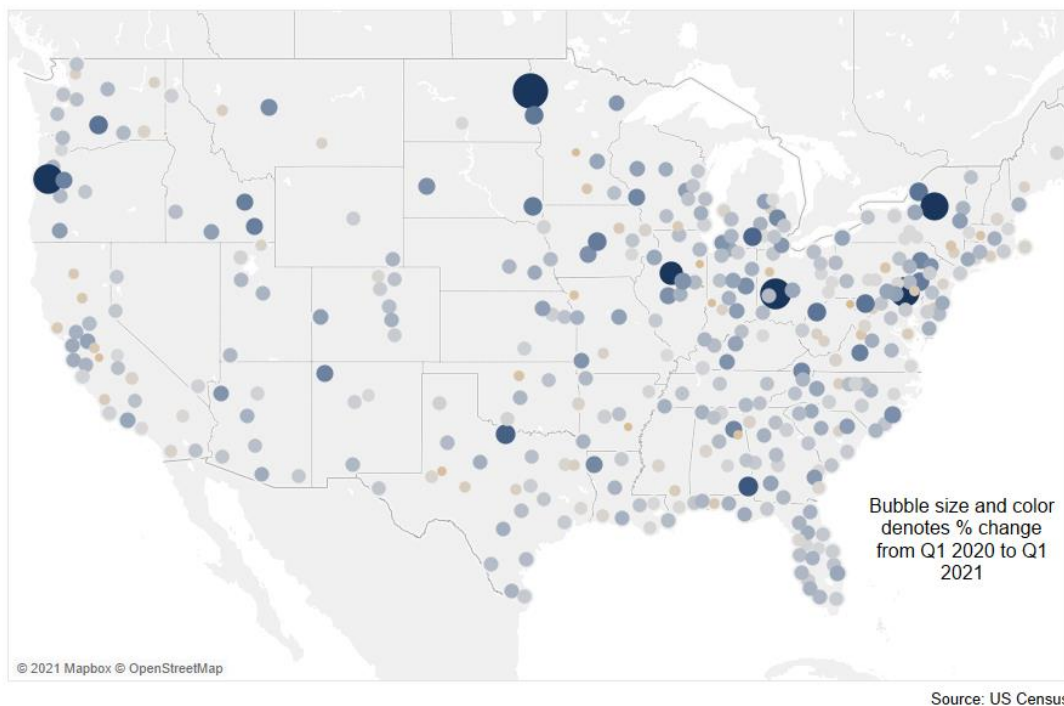 Bubble size and color
denotes % change
from Q1 2020 to Q1
2021
© 2021 Mapbox © OpenStreetMap
Source: US Census